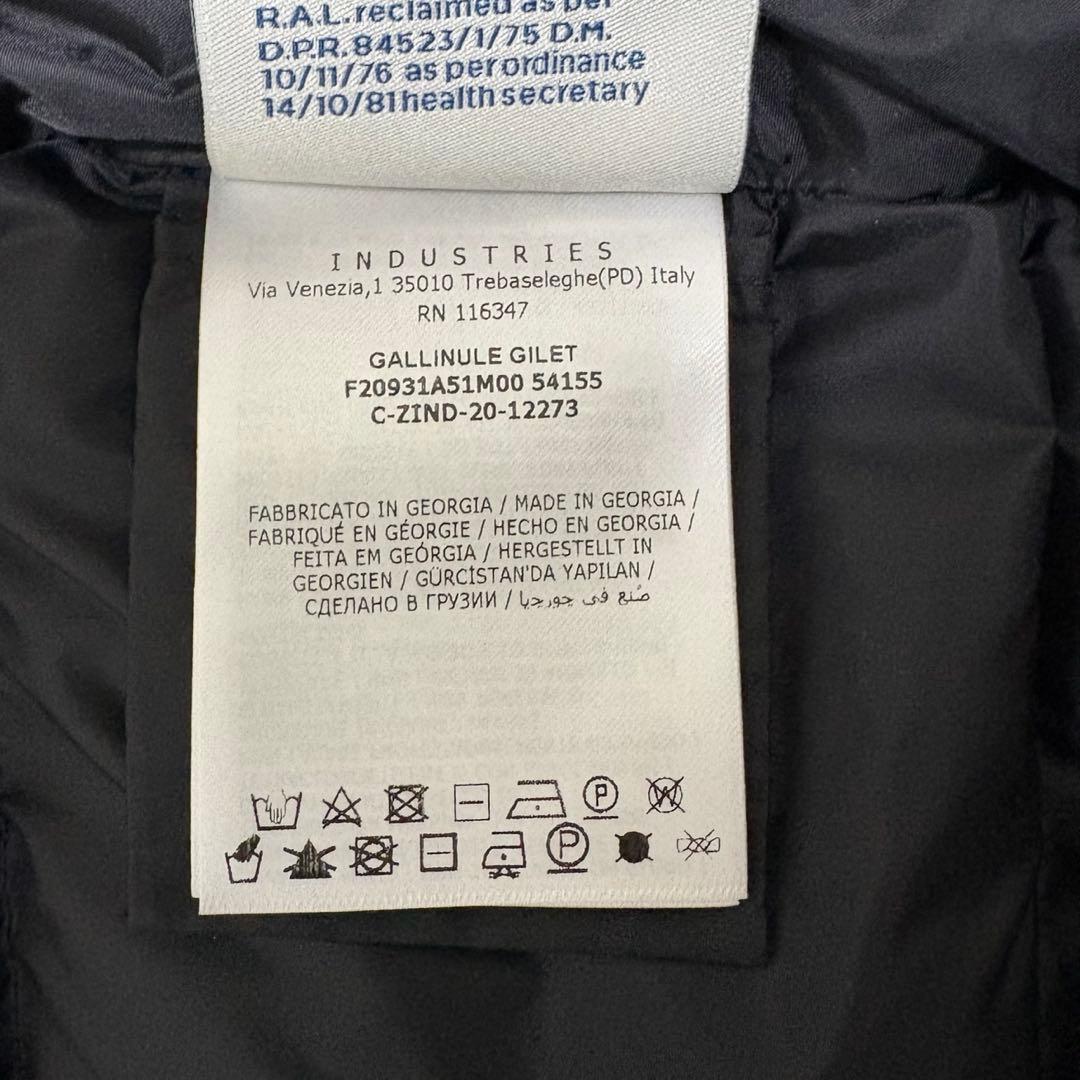 R.A.L.reclaimed as per
D.P.R. 84523/1/75 D.M.
10/11/76 as per ordinance
14/10/81 health secretary
INDUSTRIES
Via Venezia,1 35010 Trebaseleghe(PD) Italy
RN 116347
GALLINULE GILET
F20931A51M00 54155
C-ZIND-20-12273
FABBRICATO IN GEORGIA / MADE IN GEORGIA /
FABRIQUÉ EN GÉORGIE / HECHO EN GEORGIA /
FEITA EM GEÓRGIA / HERGESTELLT IN
GEORGIEN / GÜRCİSTAN'DA YAPILAN /
СДЕЛАНО В ГРУЗИИ / صُنع في جورجيا
P W
P